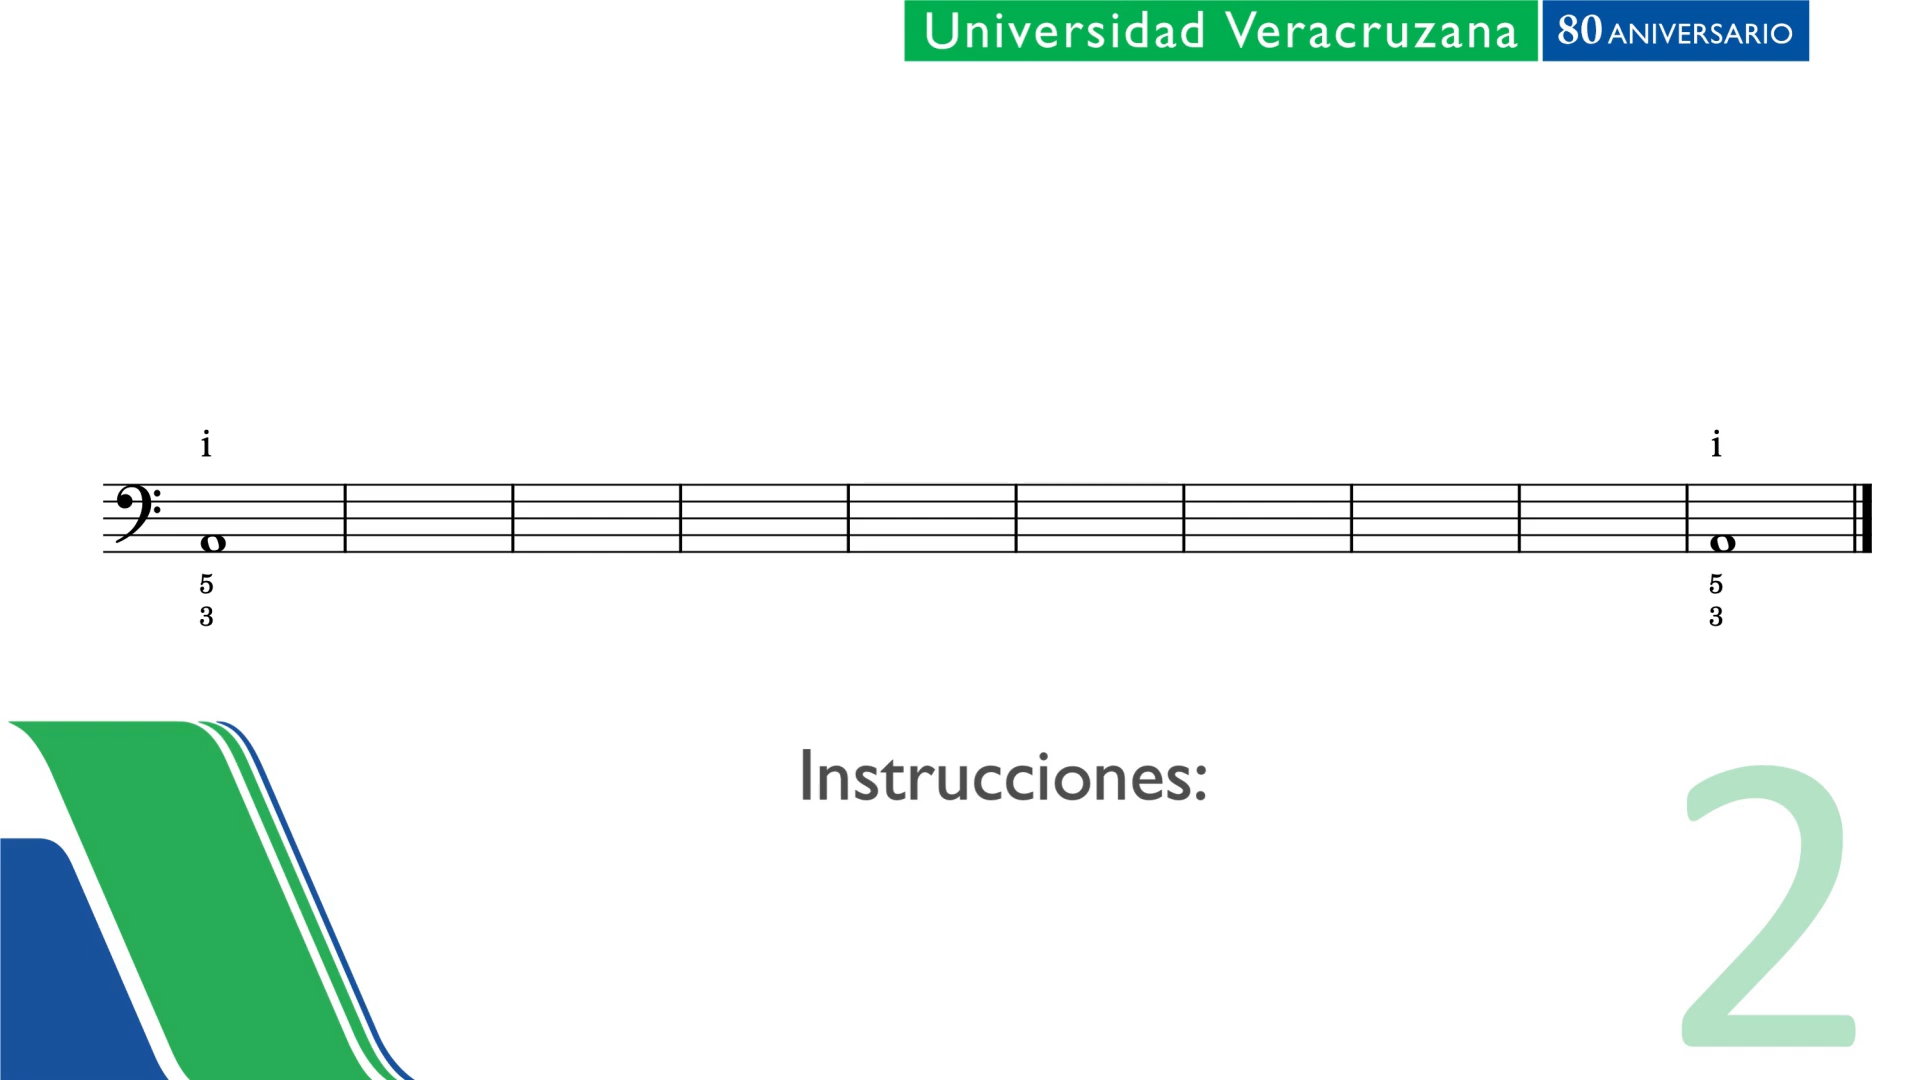 Universidad Veracruzana 80 ANIVERSARIO
i i
5 5
3 3
Instrucciones:
2